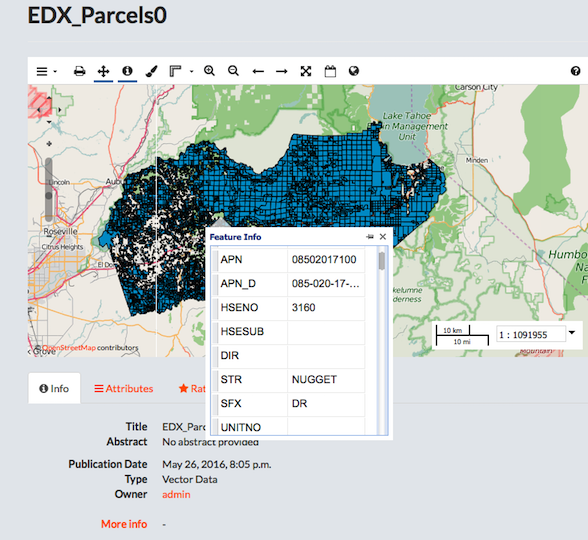 EDX_Parcels0
Carson City
Lake Tahoe
in Management
Unit
Minden
Lincoln
Aub
Roseville
Citrus Heights
El Do
Humbo
Na
F
kelumne
derness
Grove
© OpenStreetMap contributors
Feature Info
APN 08502017100
APN_D 085-020-17-...
HSENO 3160
HSESUB
DIR
STR NUGGET
SFX DR
UNITNO
10 km
10 mi
1 : 1091955
Mountain
Info
Attributes
Rat
Title EDX_Parc
Abstract No abstract provided
Publication Date May 26, 2016, 8:05 p.m.
Type Vector Data
Owner admin
More info -